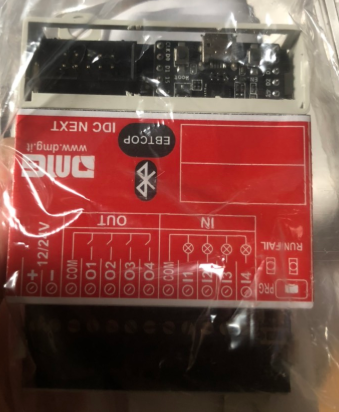 IDC NEXT
EBTCOP
DMG
www.dmg.it
OUT
IN
COM
O1
O2
O3
O4
COM
I1
I2
I3
I4
RUN/FAIL
PRG
+ 12/24V -